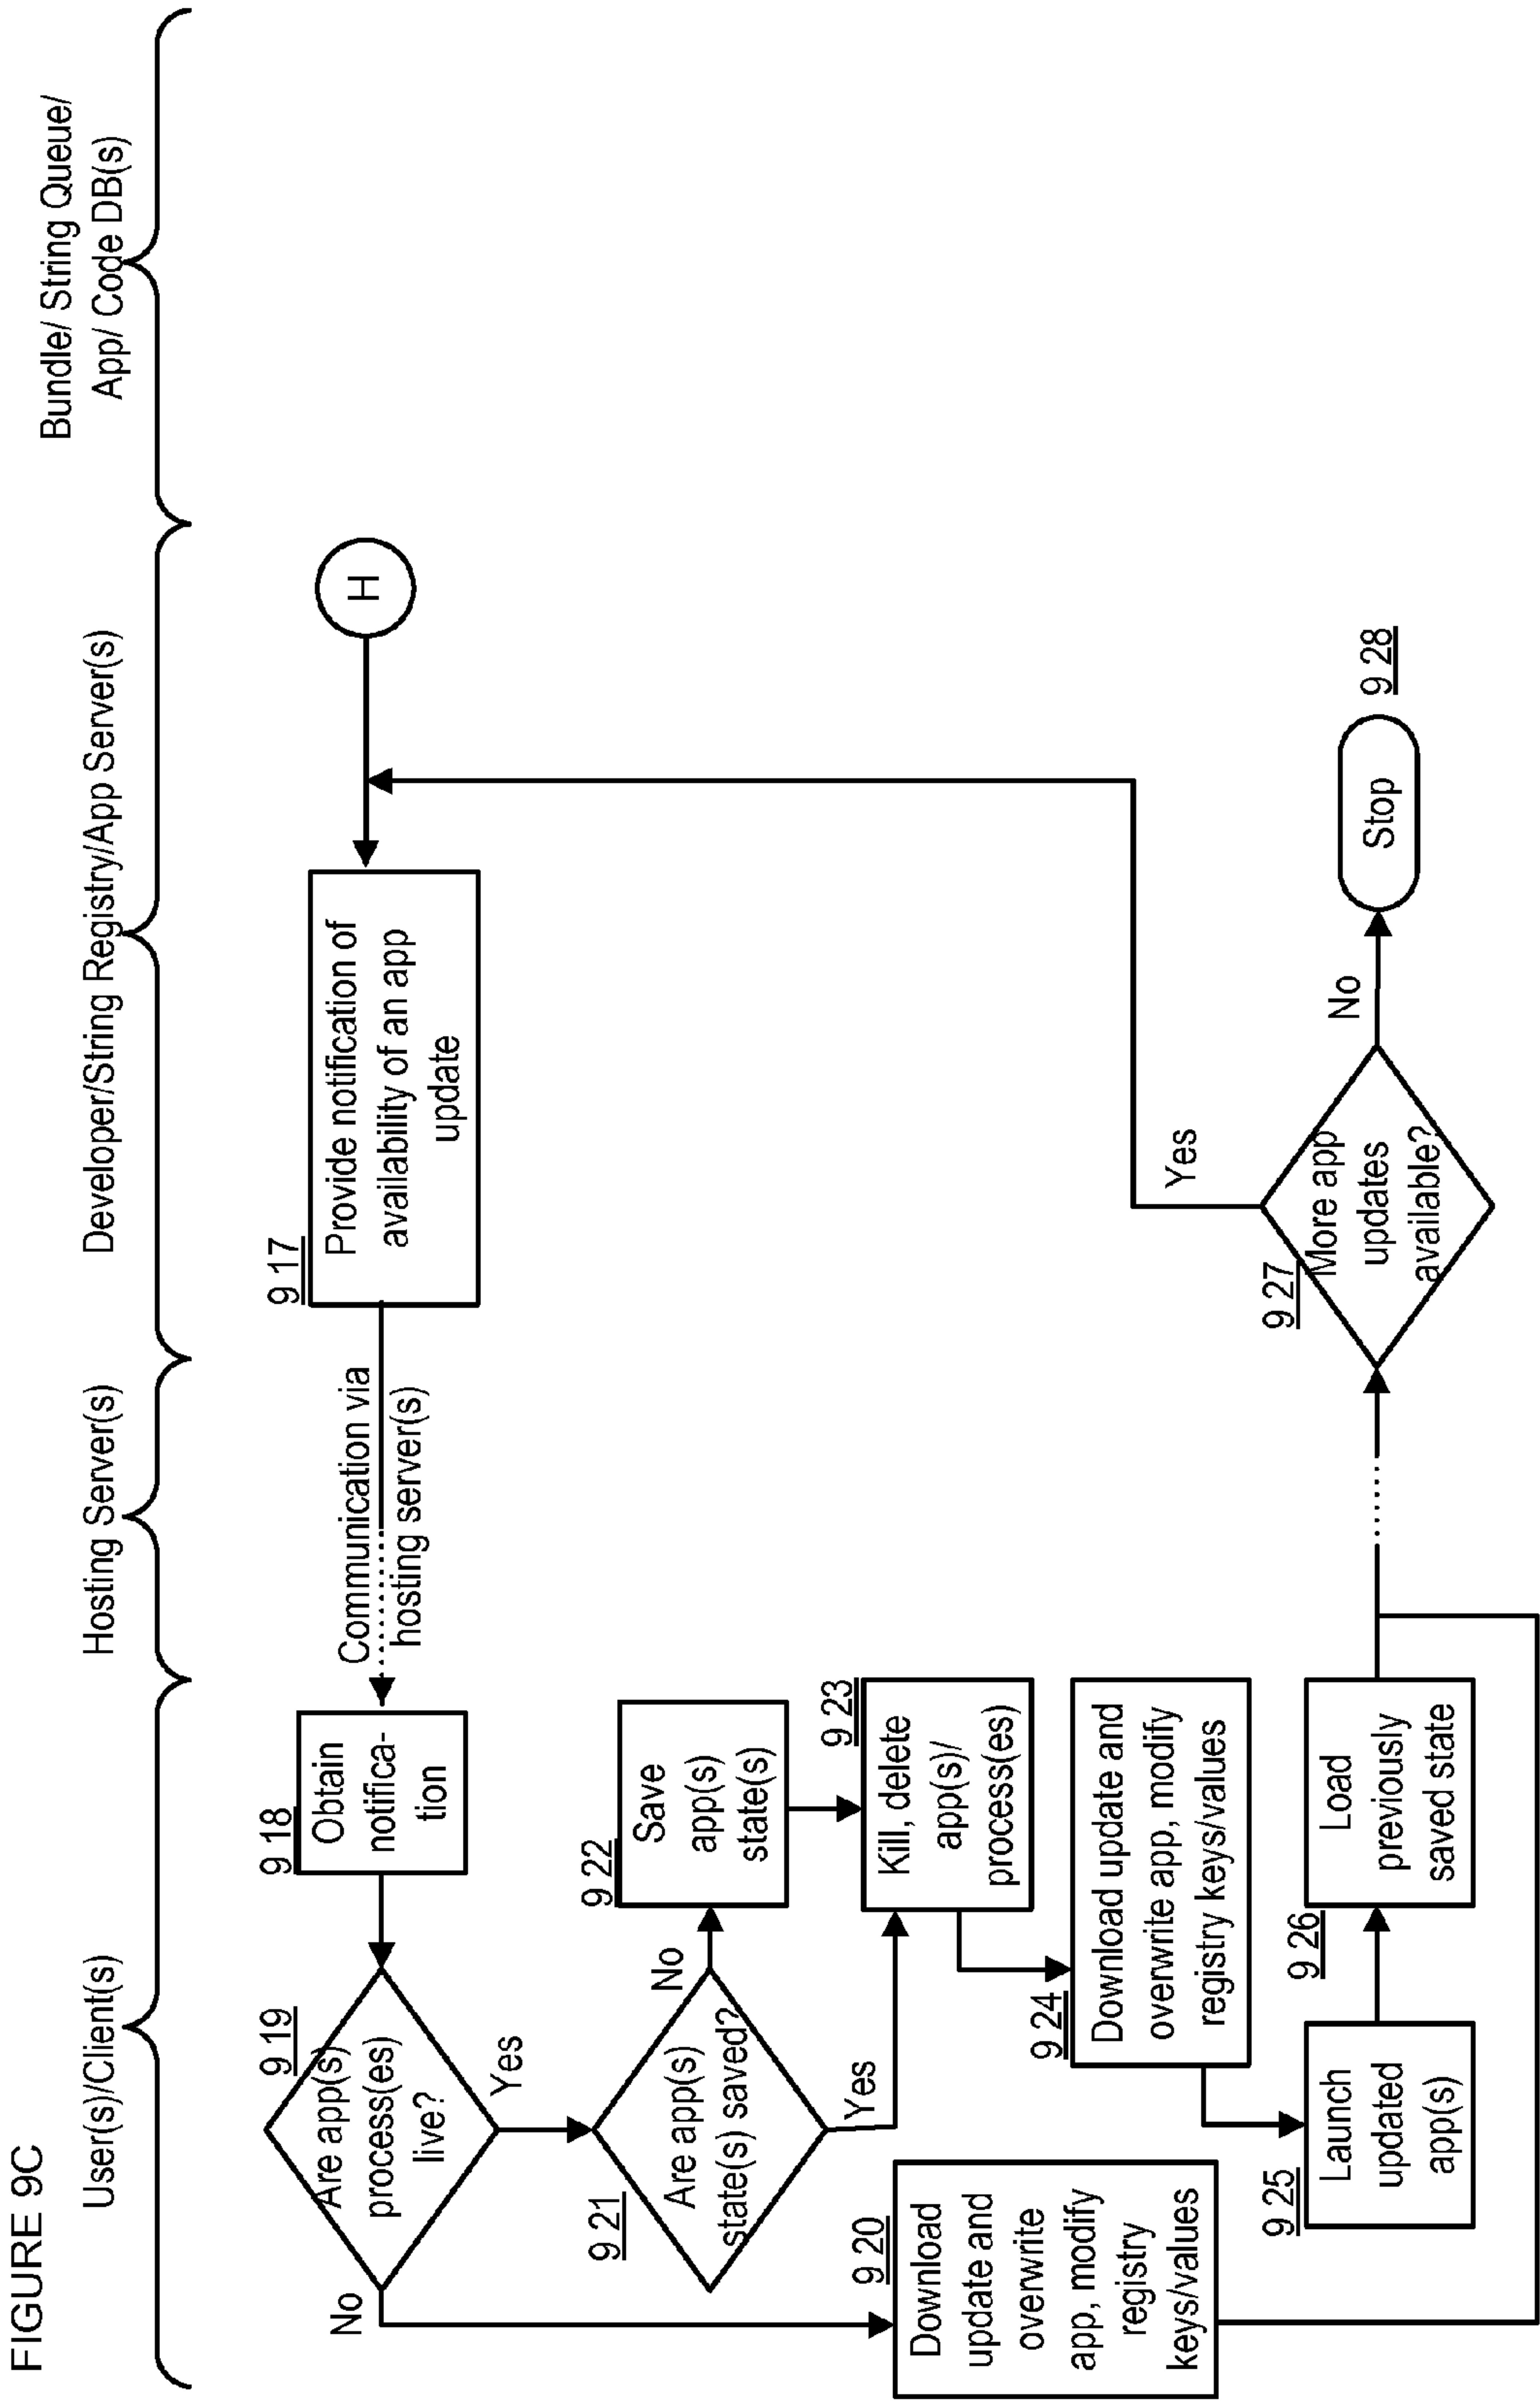 FIGURE 9C
User(s)/Client(s)
Hosting Server(s)
Developer/String Registry/App Server(s)
Bundle/ String Queue/
App/ Code DB(s)
H
9 17
Provide notification of
availability of an app
update
Communication via
hosting server(s)
9 18
Obtain
notifica-
tion
9 19
Are app(s)
process(es)
live?
No
Yes
9 20
Download
update and
overwrite
app, modify
registry
keys/values
9 21
Are app(s)
state(s) saved?
No
Yes
9 22
Save
app(s)
state(s)
9 23
Kill, delete
app(s)/
process(es)
9 24
Download update and
overwrite app, modify
registry keys/values
9 25
Launch
updated
app(s)
9 26
Load
previously
saved state
9 27
More app
updates
available?
Yes
No
Stop
9 28